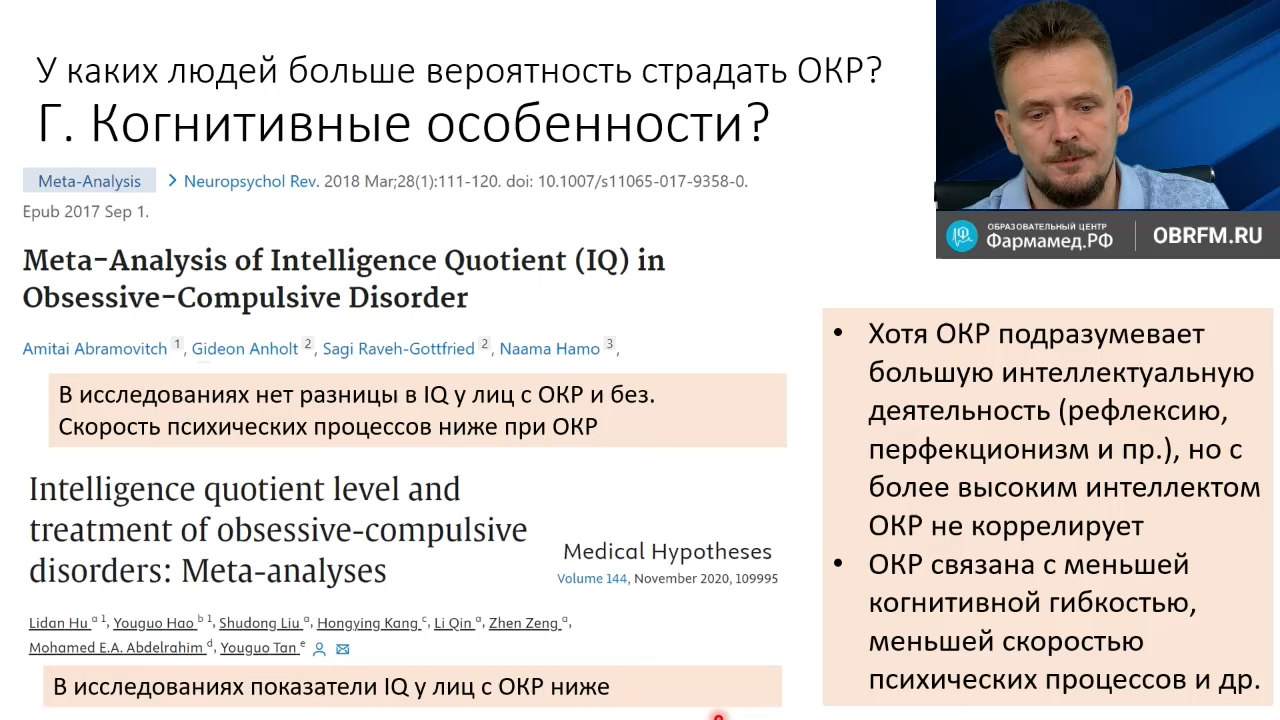 У каких людей больше вероятность страдать ОКР?
Г. Когнитивные особенности?
Meta-Analysis > Neuropsychol Rev. 2018 Mar;28(1):111-120. doi: 10.1007/s11065-017-9358-0.
Epub 2017 Sep 1.
Meta-Analysis of Intelligence Quotient (IQ) in
Obsessive-Compulsive Disorder
Amitai Abramovitch 1, Gideon Anholt 2, Sagi Raveh-Gottfried 2, Naama Hamo 3,
В исследованиях нет разницы в IQ у лиц с ОКР и без.
Скорость психических процессов ниже при ОКР
Intelligence quotient level and
treatment of obsessive-compulsive
disorders: Meta-analyses
Medical Hypotheses
Volume 144, November 2020, 109995
Lidan Hu a 1, Youguo Hao b 1, Shudong Liu a, Hongying Kang c, Li Qin a, Zhen Zeng a,
Mohamed E.A. Abdelrahim d, Youguo Tan e
В исследованиях показатели IQ у лиц с ОКР ниже
ОБРАЗОВАТЕЛЬНЫЙ ЦЕНТР
Фармамед.РФ
OBRFM.RU
• Хотя ОКР подразумевает
большую интеллектуальную
деятельность (рефлексию,
перфекционизм и пр.), но с
более высоким интеллектом
ОКР не коррелирует
• ОКР связана с меньшей
когнитивной гибкостью,
меньшей скоростью
психических процессов и др.